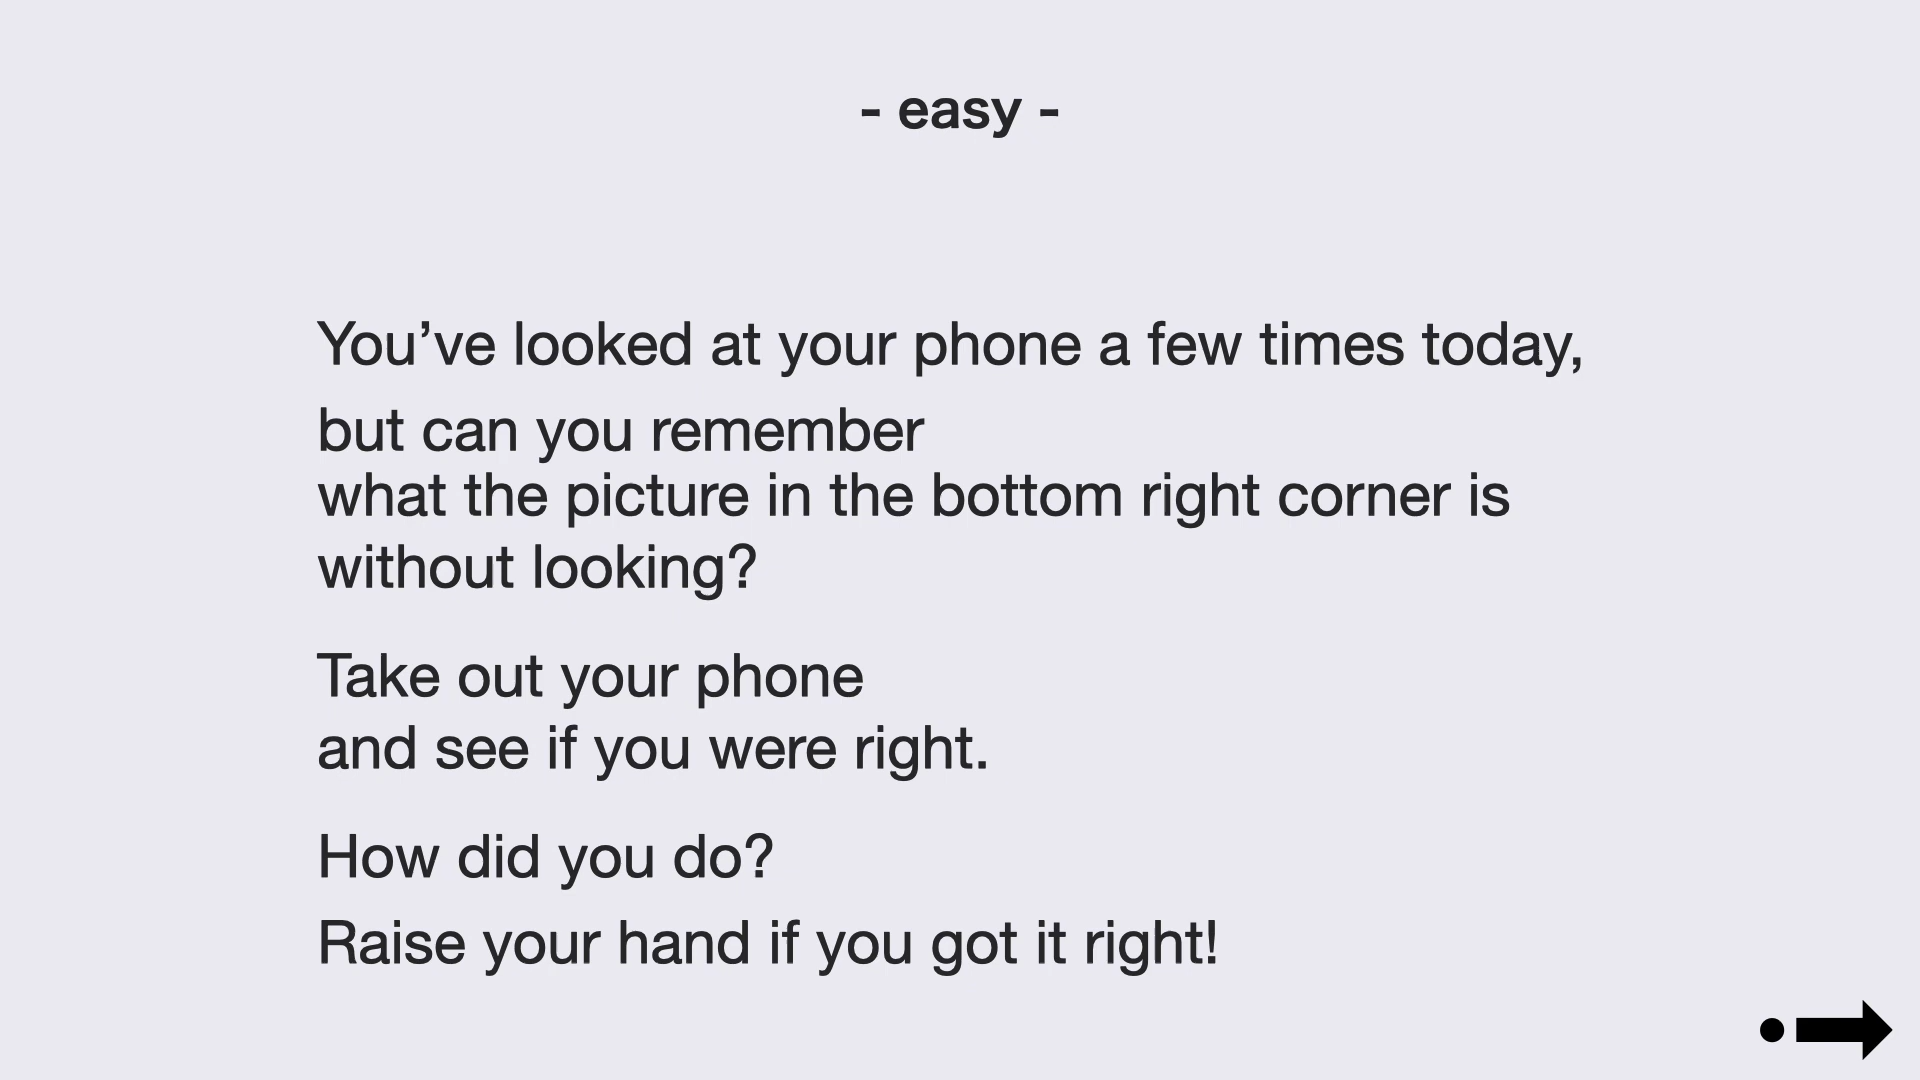 - easy -
You’ve looked at your phone a few times today,
but can you remember
what the picture in the bottom right corner is
without looking?
Take out your phone
and see if you were right.
How did you do?
Raise your hand if you got it right!